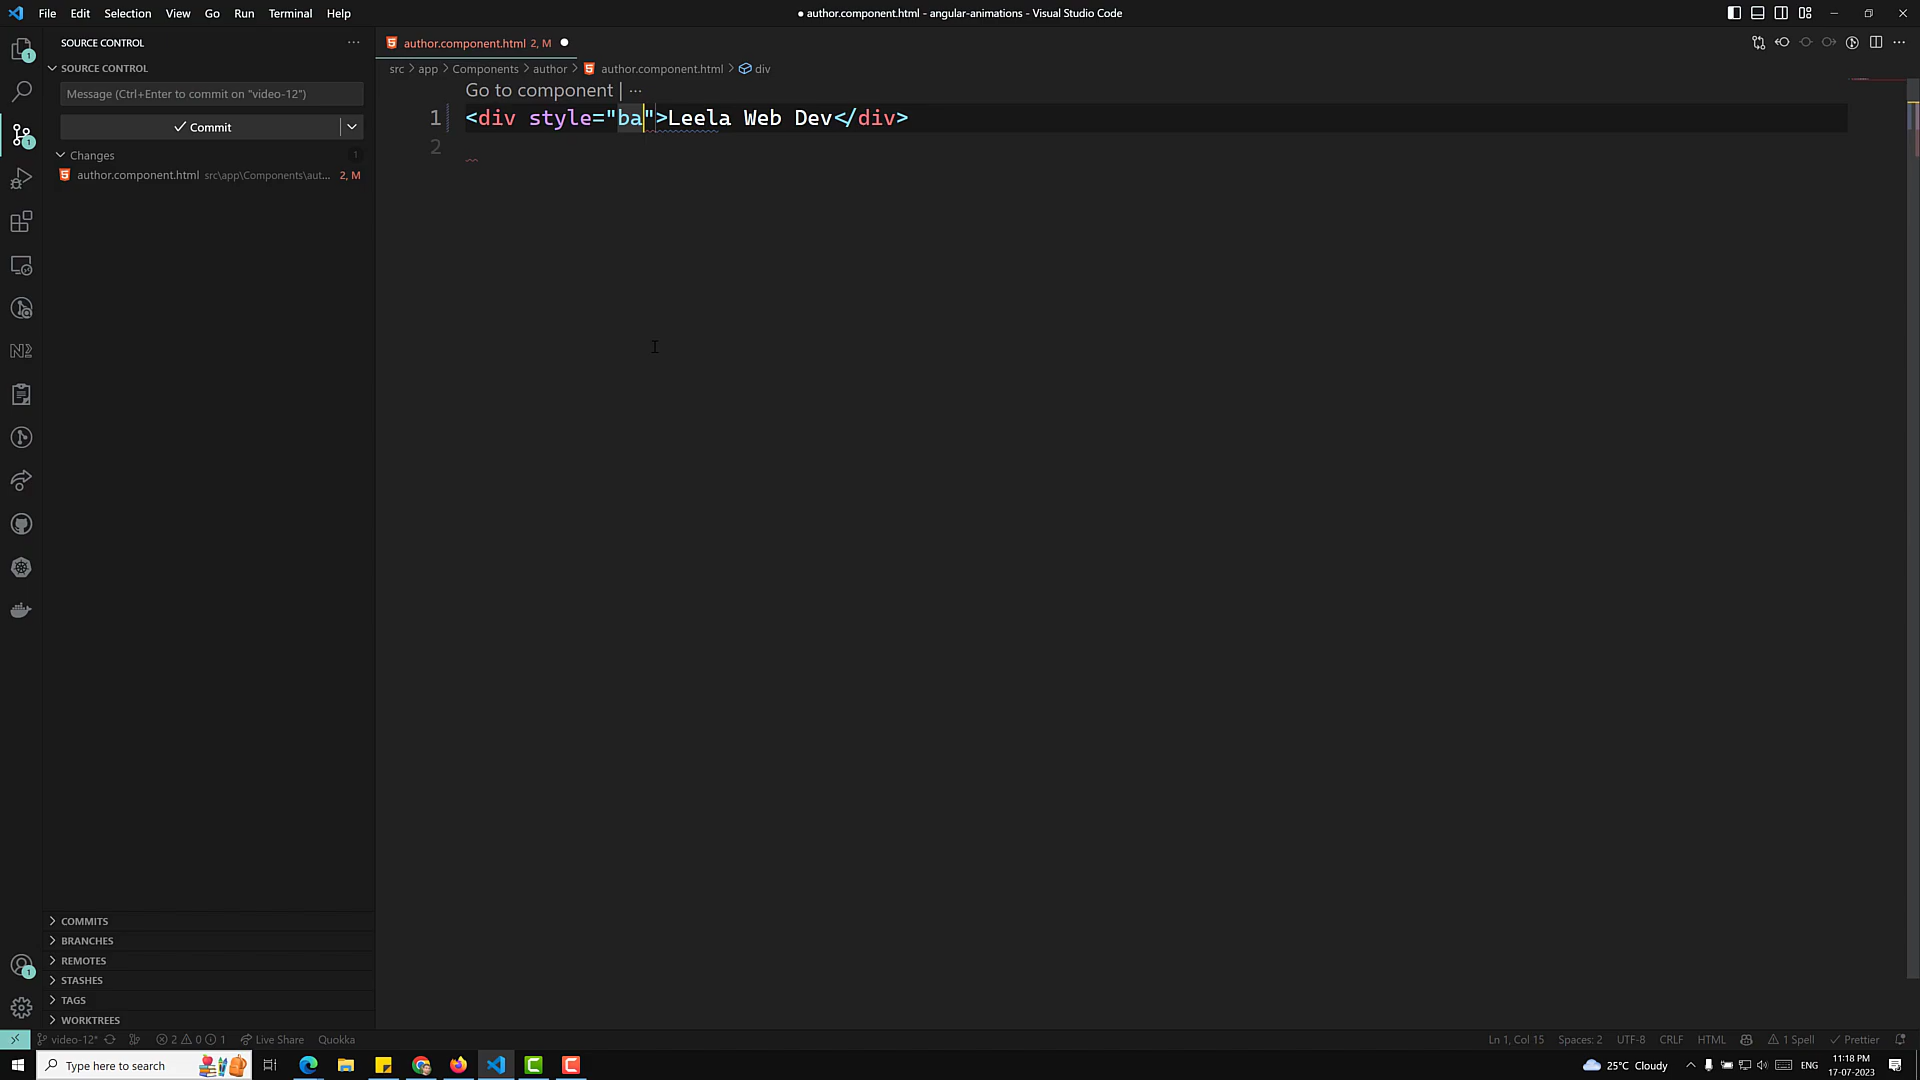 File Edit Selection View Go Run Terminal Help
● author.component.html - angular-animations - Visual Studio Code
SOURCE CONTROL
author.component.html 2, M
SOURCE CONTROL
src > app > Components > author > author.component.html > div
Message (Ctrl+Enter to commit on "video-12")
Go to component | ...
Commit
1 <div style="ba">Leela Web Dev</div>
2
Changes 1
author.component.html src\app\Components\aut... 2, M
COMMITS
BRANCHES
REMOTES
STASHES
TAGS
WORKTREES
video-12* 2 0 1 Live Share Quokka
Ln 1, Col 15 Spaces: 2 UTF-8 CRLF HTML 1 Spell Prettier
Type here to search
25°C Cloudy ENG 11:18 PM
17-07-2023